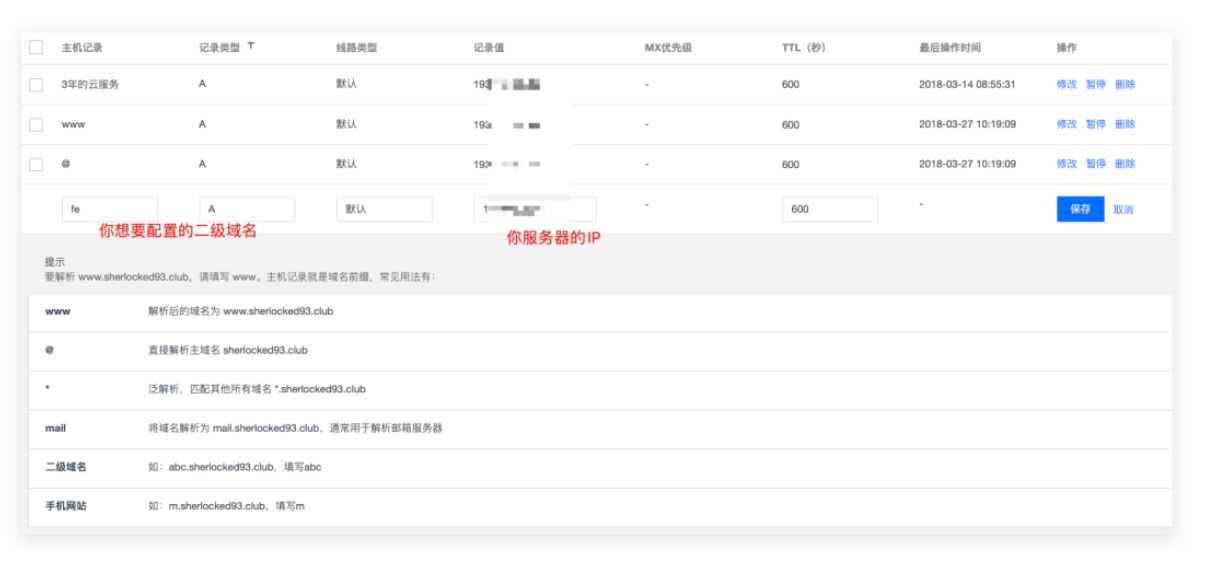 主机记录 记录类型 线路类型 记录值 MX优先级 TTL（秒） 最后操作时间 操作
3年的云服务 A 默认 193 - 600 2018-03-14 08:55:31 修改 暂停 删除
www A 默认 193 - 600 2018-03-27 10:19:09 修改 暂停 删除
@ A 默认 193 - 600 2018-03-27 10:19:09 修改 暂停 删除
fe A 默认 1 - 600 - 保存 取消
你想要配置的二级域名 你服务器的IP
提示
要解析 www.sherlocked93.club，请填写 www。主机记录就是域名前缀，常见用法有：
www 解析后的域名为 www.sherlocked93.club
@ 直接解析主域名 sherlocked93.club
* 泛解析，匹配其他所有域名 *.sherlocked93.club
mail 将域名解析为 mail.sherlocked93.club，通常用于解析邮箱服务器
二级域名 如：abc.sherlocked93.club，填写abc
手机网站 如：m.sherlocked93.club，填写m